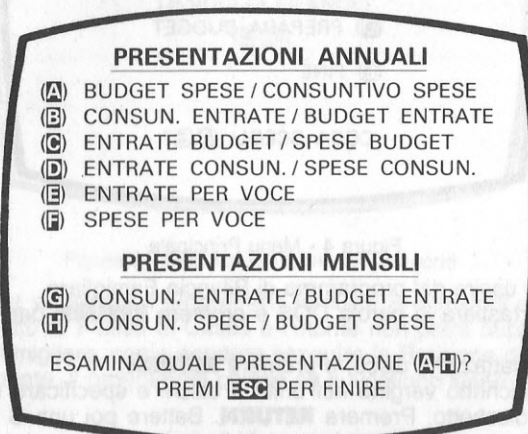 PRESENTAZIONI ANNUALI
(A) BUDGET SPESE / CONSUNTIVO SPESE
(B) CONSUN. ENTRATE / BUDGET ENTRATE
(C) ENTRATE BUDGET / SPESE BUDGET
(D) ENTRATE CONSUN. / SPESE CONSUN.
(E) ENTRATE PER VOCE
(F) SPESE PER VOCE
PRESENTAZIONI MENSILI
(G) CONSUN. ENTRATE / BUDGET ENTRATE
(H) CONSUN. SPESE / BUDGET SPESE
ESAMINA QUALE PRESENTAZIONE (A-H)?
PREMI ESC PER FINIRE